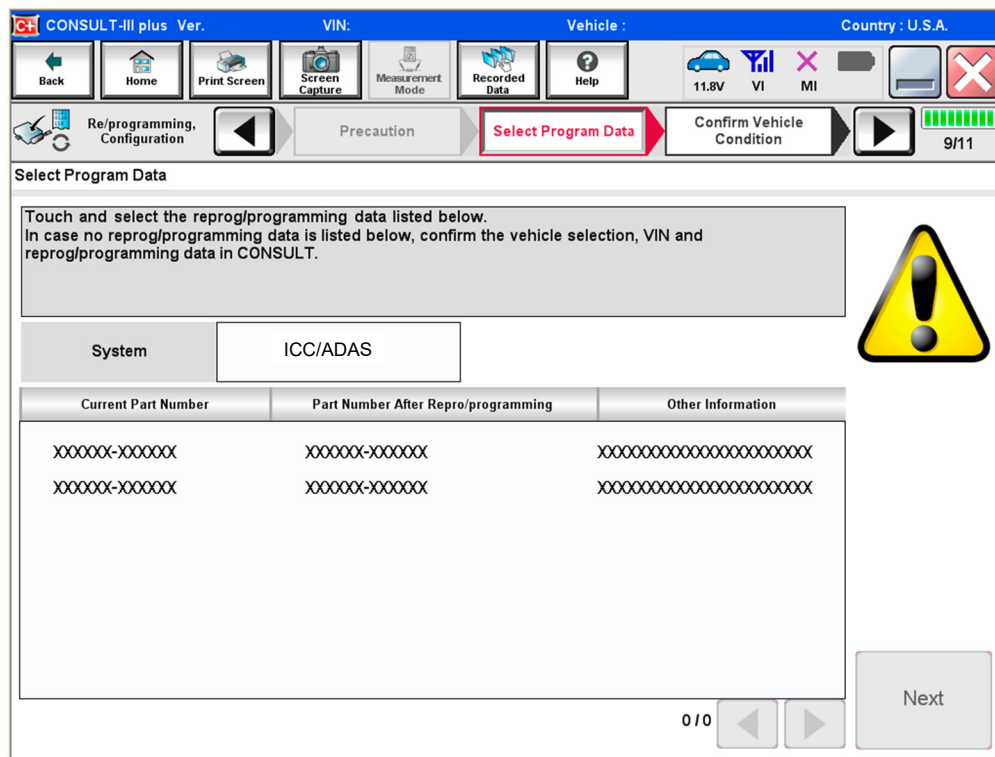 C+ CONSULT-III plus Ver. VIN: Vehicle : Country : U.S.A.
Back Home Print Screen Screen Capture Measurement Mode Recorded Data Help 11.8V VI MI
Re/programming, Configuration Precaution Select Program Data Confirm Vehicle Condition 9/11
Select Program Data
Touch and select the reprog/programming data listed below.
In case no reprog/programming data is listed below, confirm the vehicle selection, VIN and
reprog/programming data in CONSULT.
System ICC/ADAS
Current Part Number Part Number After Repro/programming Other Information
XXXXXX-XXXXXX XXXXXX-XXXXXX XXXXXXXXXXXXXXXXXXXXXX
XXXXXX-XXXXXX XXXXXX-XXXXXX XXXXXXXXXXXXXXXXXXXXXX
Next
0/0